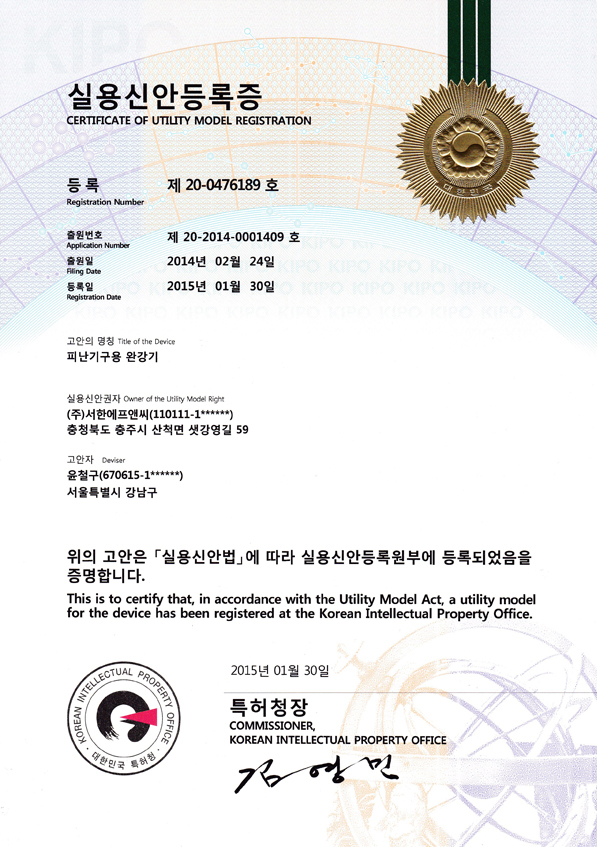 KIPO
실용신안등록증
CERTIFICATE OF UTILITY MODEL REGISTRATION
대한민국
등록 제 20-0476189 호
Registration Number
출원번호 제 20-2014-0001409 호
Application Number
출원일 2014년 02월 24일
Filing Date
등록일 2015년 01월 30일
Registration Date
KIPO KIPO KIPO KIPO
고안의 명칭 Title of the Device
피난기구용 완강기
실용신안권자 Owner of the Utility Model Right
(주)서한에프앤씨(110111-1******)
충청북도 충주시 산척면 샛강영길 59
고안자 Deviser
윤철구(670615-1******)
서울특별시 강남구
위의 고안은 「실용신안법」에 따라 실용신안등록원부에 등록되었음을
증명합니다.
This is to certify that, in accordance with the Utility Model Act, a utility model
for the device has been registered at the Korean Intellectual Property Office.
2015년 01월 30일
특허청장
COMMISSIONER,
KOREAN INTELLECTUAL PROPERTY OFFICE
김영민
KOREAN INTELLECTUAL PROPERTY OFFICE
· 대한민국 특허청 ·